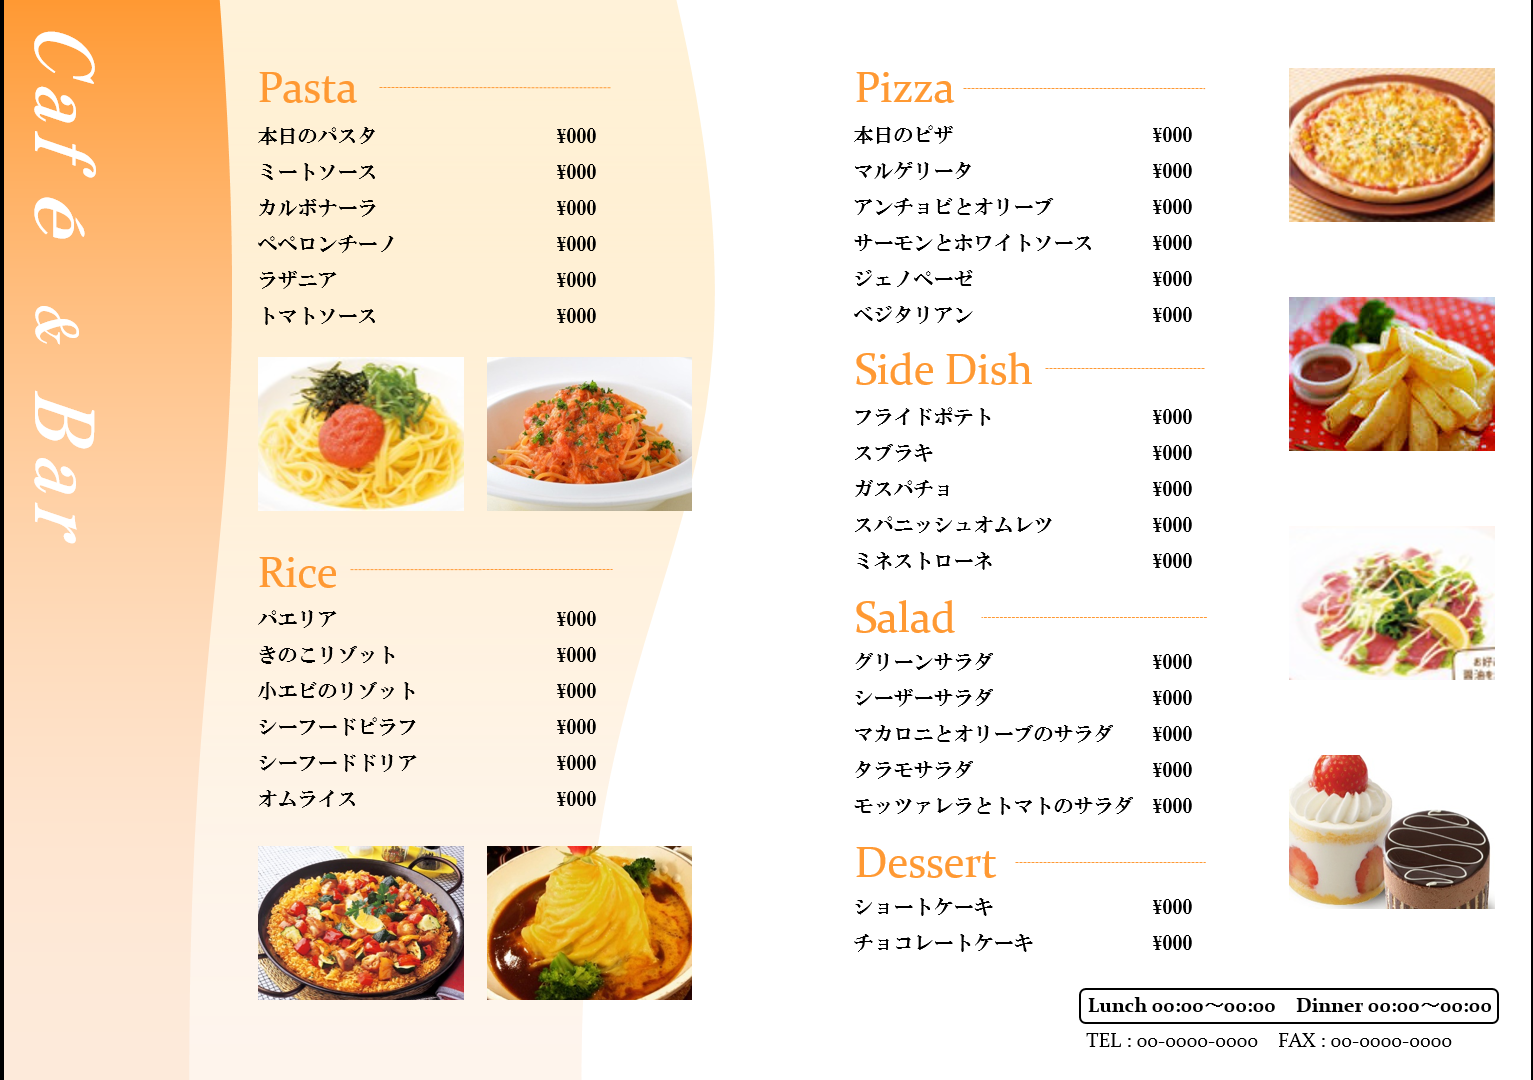 Café & Bar
Pasta
本日のパスタ ¥000
ミートソース ¥000
カルボナーラ ¥000
ペペロンチーノ ¥000
ラザニア ¥000
トマトソース ¥000
Rice
パエリア ¥000
きのこリゾット ¥000
小エビのリゾット ¥000
シーフードピラフ ¥000
シーフードドリア ¥000
オムライス ¥000
Pizza
本日のピザ ¥000
マルゲリータ ¥000
アンチョビとオリーブ ¥000
サーモンとホワイトソース ¥000
ジェノベーゼ ¥000
ベジタリアン ¥000
Side Dish
フライドポテト ¥000
スブラキ ¥000
ガスパチョ ¥000
スパニッシュオムレツ ¥000
ミネストローネ ¥000
Salad
グリーンサラダ ¥000
シーザーサラダ ¥000
マカロニとオリーブのサラダ ¥000
タラモサラダ ¥000
モッツァレラとトマトのサラダ ¥000
お好
醤油を
Dessert
ショートケーキ ¥000
チョコレートケーキ ¥000
Lunch 00:00～00:00 Dinner 00:00～00:00
TEL : 00-0000-0000 FAX : 00-0000-0000